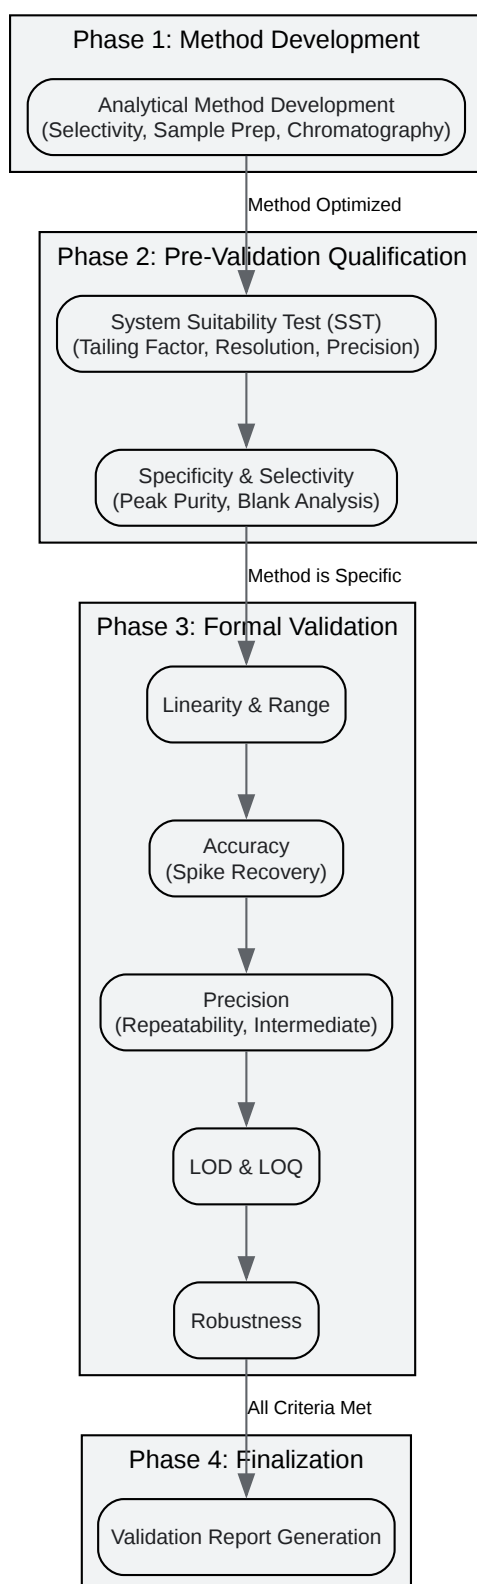 Phase 1: Method Development
Analytical Method Development
(Selectivity, Sample Prep, Chromatography)
Method Optimized
Phase 2: Pre-Validation Qualification
System Suitability Test (SST)
(Tailing Factor, Resolution, Precision)
Specificity & Selectivity
(Peak Purity, Blank Analysis)
Method is Specific
Phase 3: Formal Validation
Linearity & Range
Accuracy
(Spike Recovery)
Precision
(Repeatability, Intermediate)
LOD & LOQ
Robustness
All Criteria Met
Phase 4: Finalization
Validation Report Generation